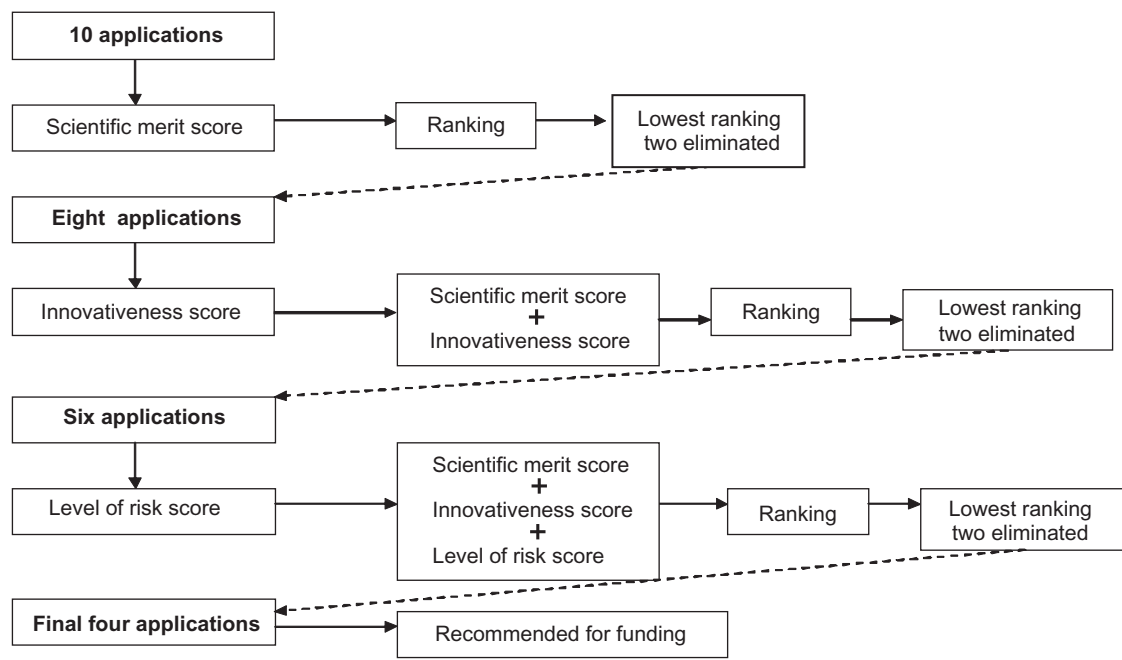 10 applications
Scientific merit score
Ranking
Lowest ranking
two eliminated
Eight applications
Innovativeness score
Scientific merit score
+
Innovativeness score
Ranking
Lowest ranking
two eliminated
Six applications
Level of risk score
Scientific merit score
+
Innovativeness score
+
Level of risk score
Ranking
Lowest ranking
two eliminated
Final four applications
Recommended for funding